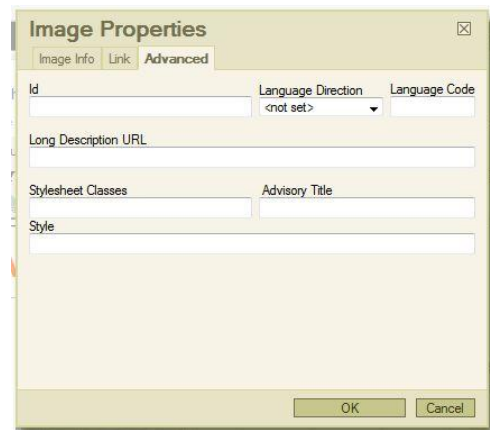 Image Properties
Image Info Link Advanced
Id Language Direction Language Code
<not set>
Long Description URL
Stylesheet Classes Advisory Title
Style
OK Cancel